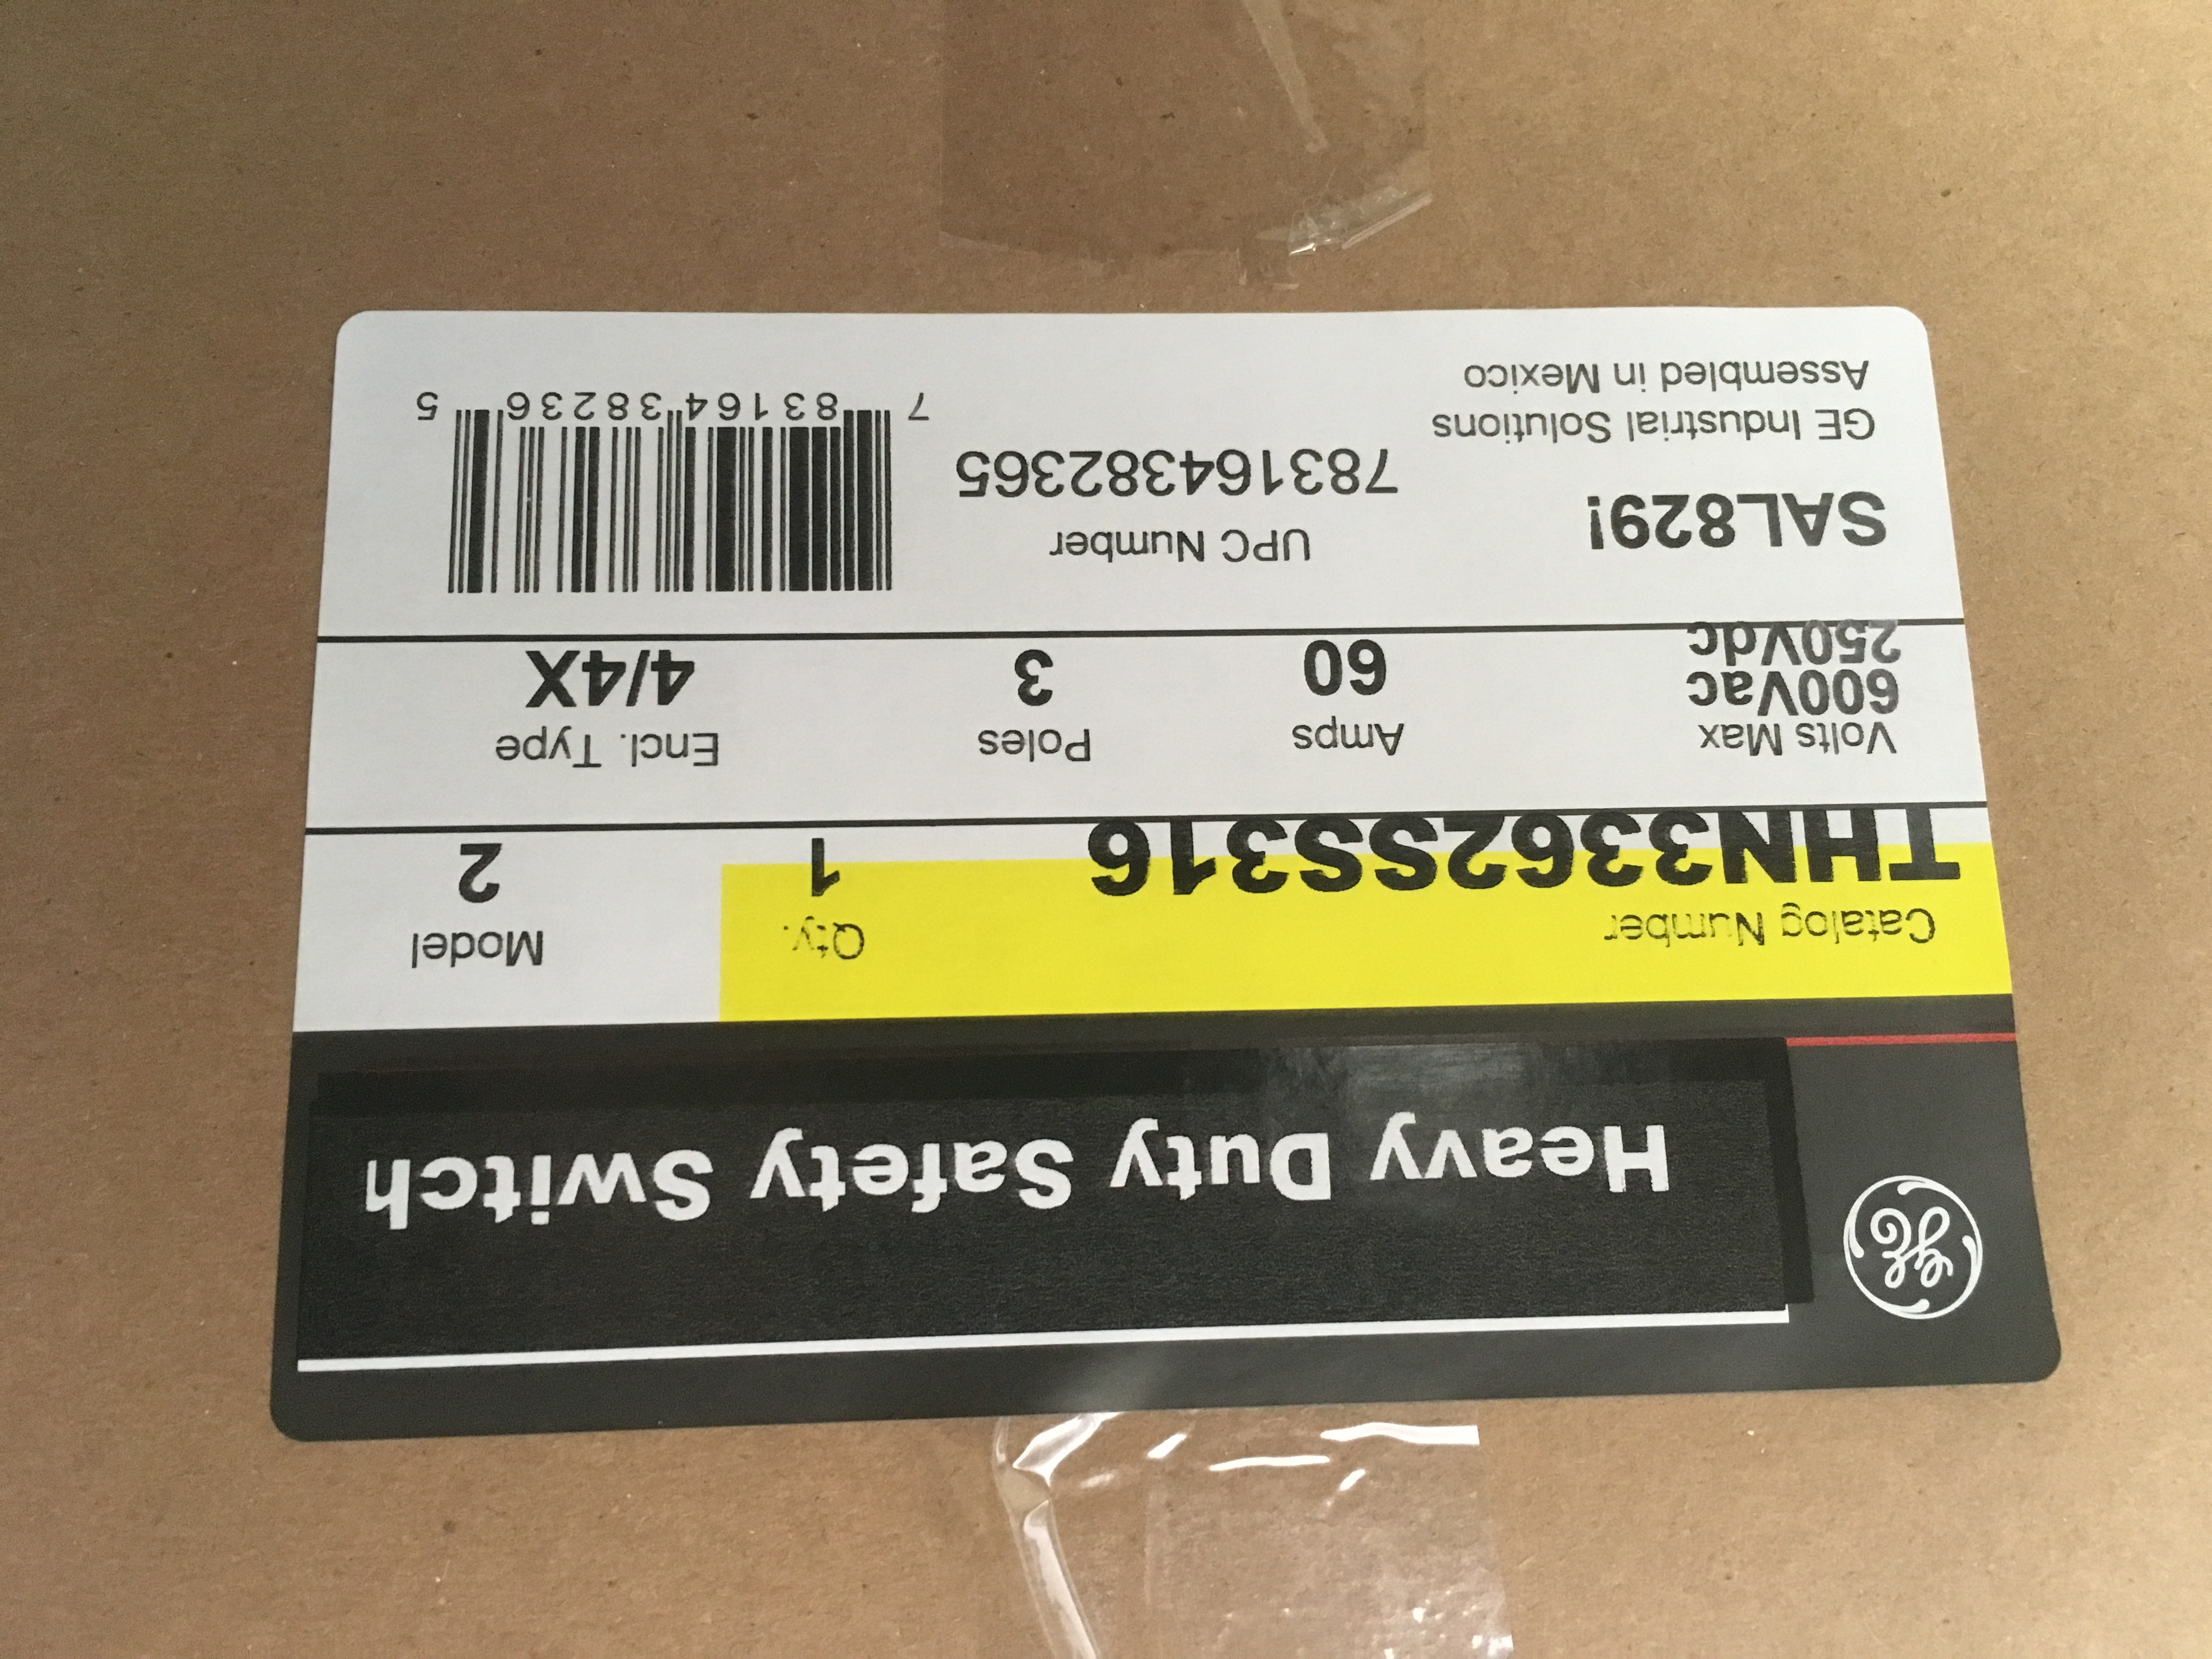 GE
Heavy Duty Safety Switch
Catalog Number Qty. Model
THN3362SS316 1 2
Volts Max Amps Poles Encl. Type
600Vac 60 3 4/4X
250Vdc
SAL829! UPC Number
783164382365
GE Industrial Solutions
Assembled in Mexico
7 83164 38236 5